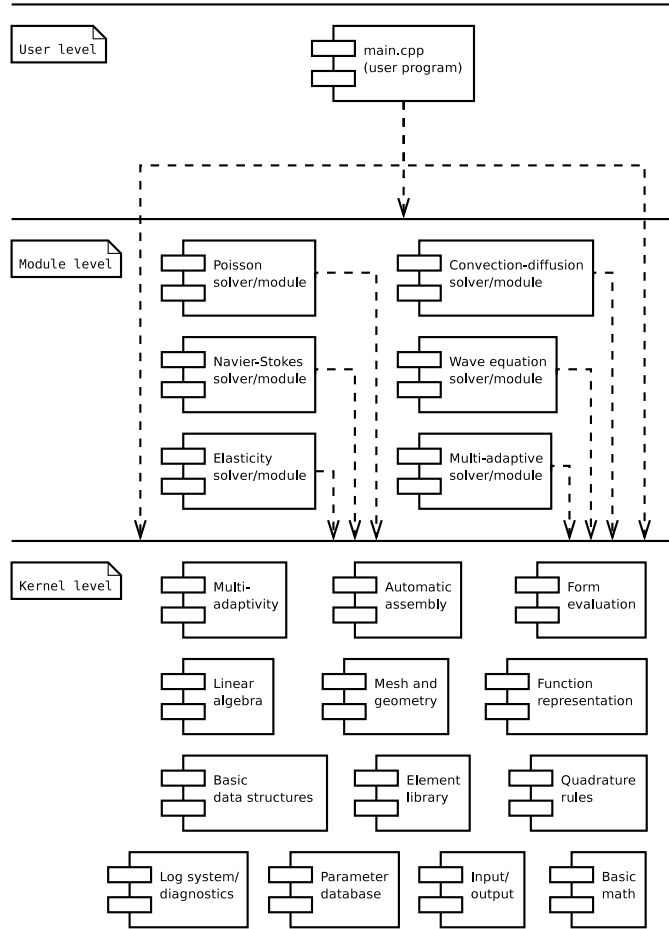 User level
main.cpp
(user program)
Module level
Poisson
solver/module
Convection-diffusion
solver/module
Navier-Stokes
solver/module
Wave equation
solver/module
Elasticity
solver/module
Multi-adaptive
solver/module
Kernel level
Multi-
adaptivity
Automatic
assembly
Form
evaluation
Linear
algebra
Mesh and
geometry
Function
representation
Basic
data structures
Element
library
Quadrature
rules
Log system/
diagnostics
Parameter
database
Input/
output
Basic
math